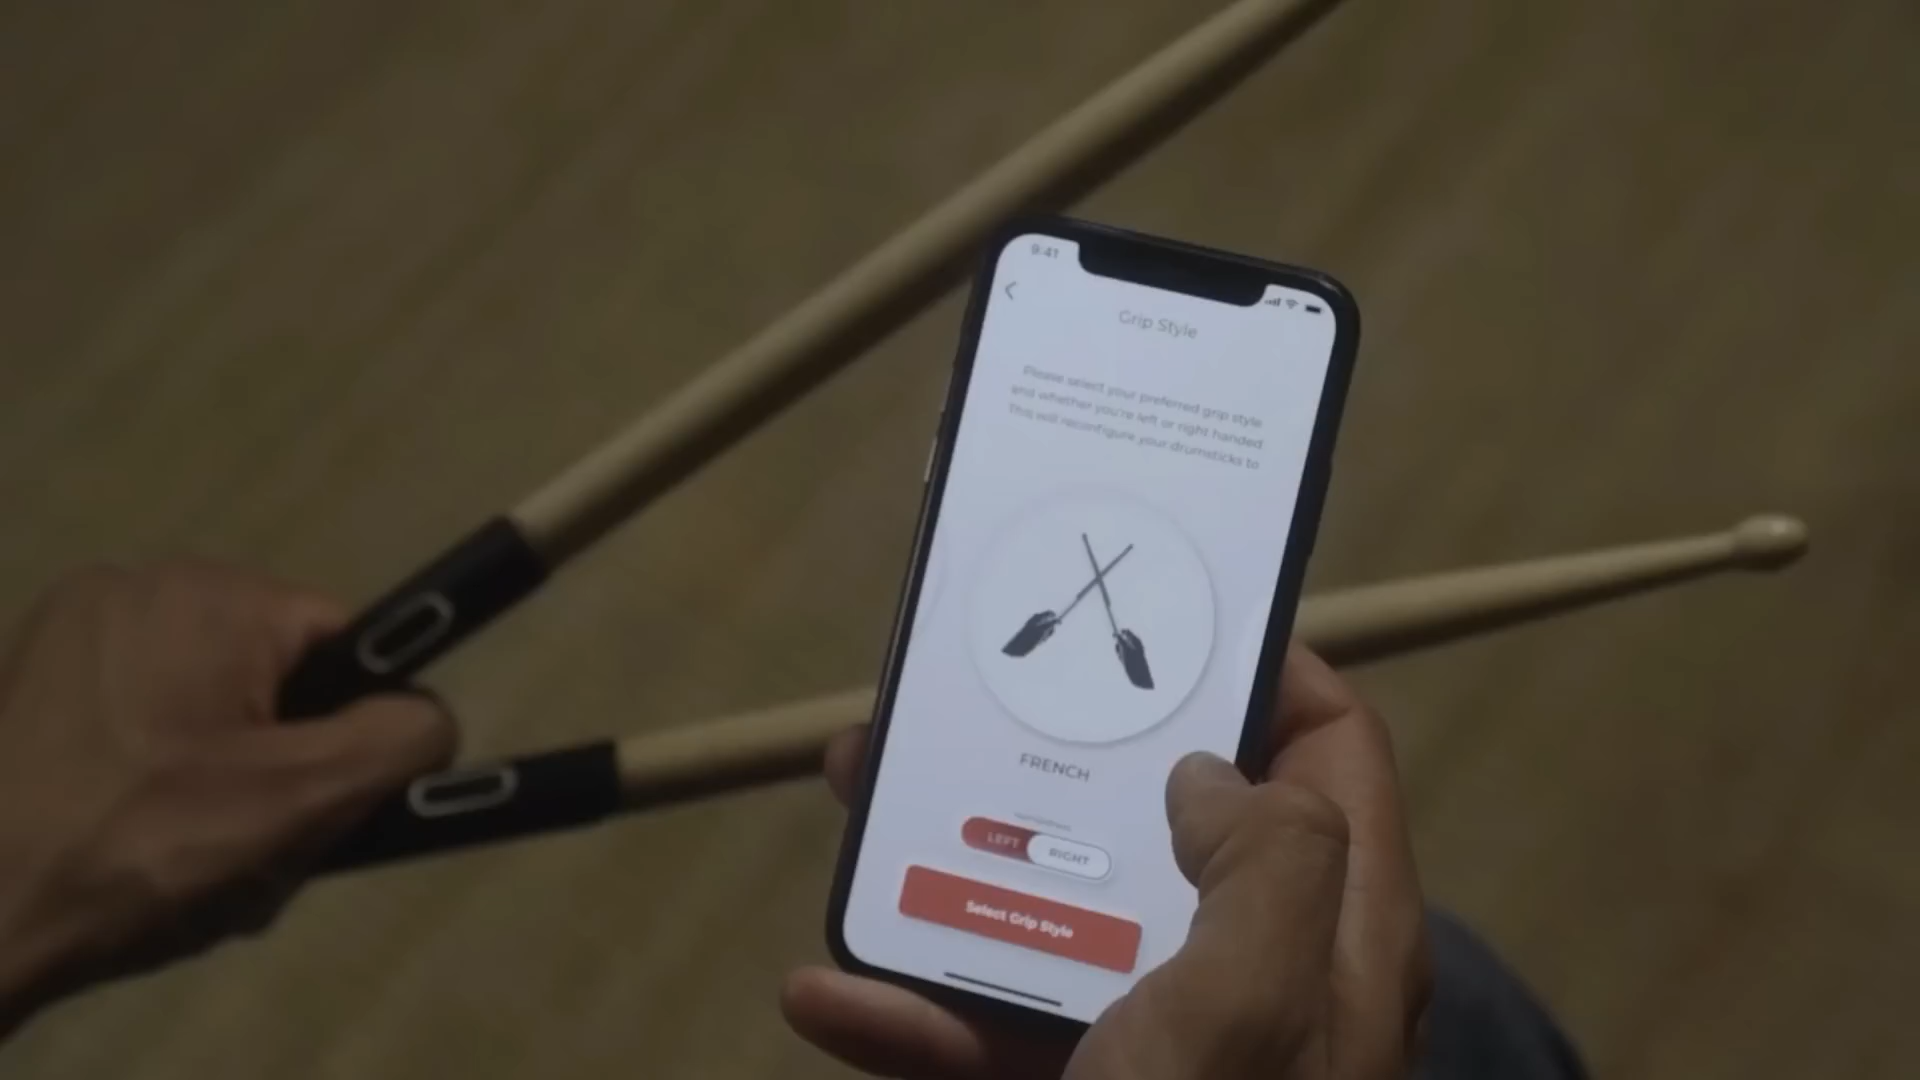 9:41
Grip Style
Please select your preferred grip style
and whether you're left or right handed
This will reconfigure your drumsticks to
FRENCH
LEFT RIGHT
Select Grip Style